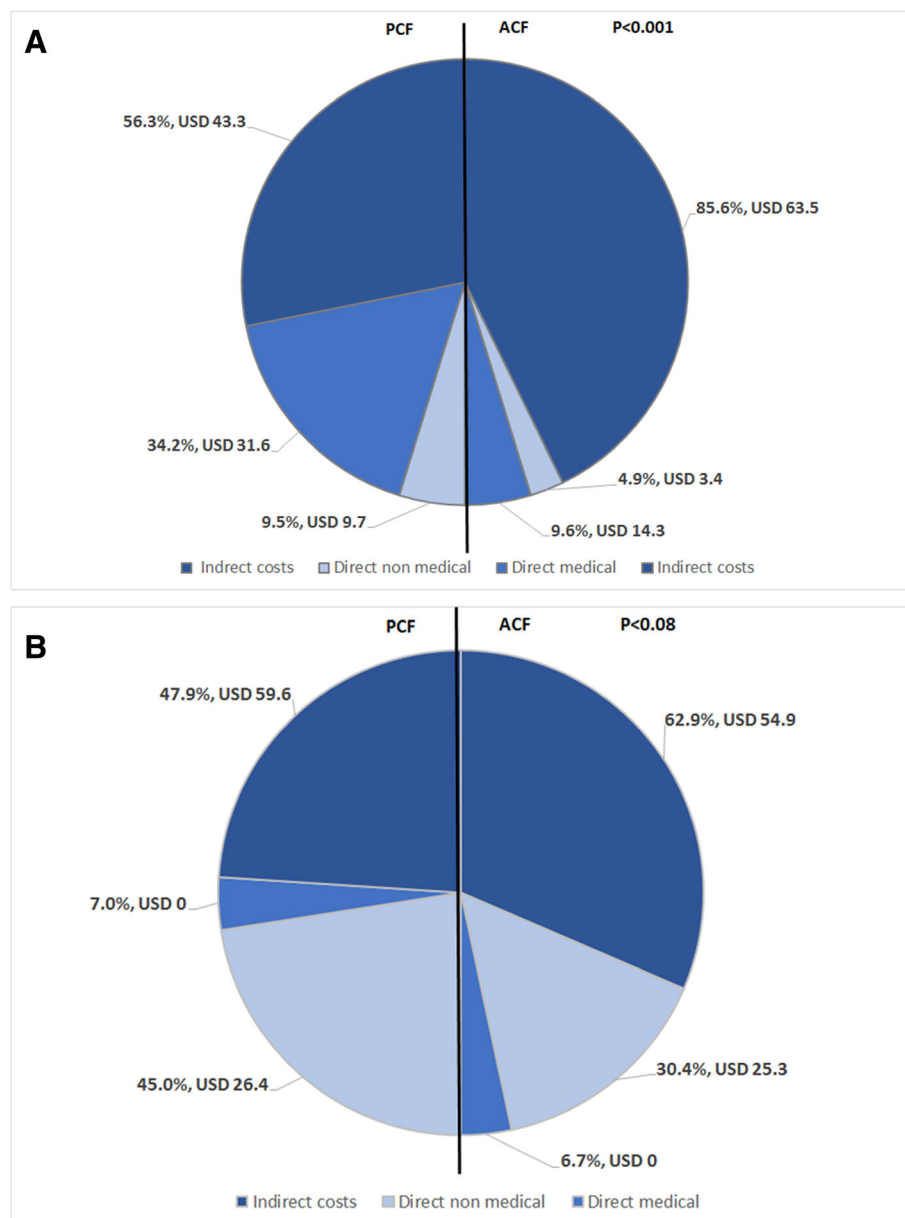 A
PCF ACF P<0.001
56.3%, USD 43.3
85.6%, USD 63.5
34.2%, USD 31.6
4.9%, USD 3.4
9.5%, USD 9.7
9.6%, USD 14.3
Indrect costs Direct non medical Direct medical Indirect costs
B
PCF ACF P<0.08
47.9%, USD 59.6
62.9%, USD 54.9
7.0%, USD 0
30.4%, USD 25.3
45.0%, USD 26.4
6.7%, USD 0
Indirect costs Direct non medical Direct medical